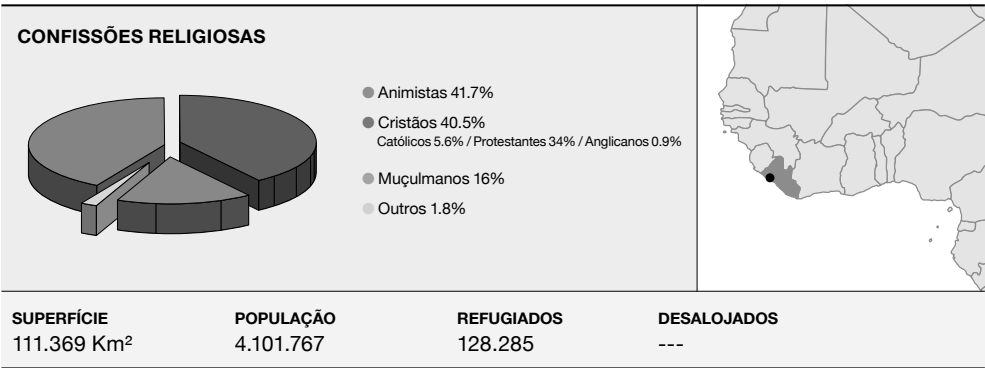 CONFISSÕES RELIGIOSAS
Animistas 41.7%
Cristãos 40.5%
Católicos 5.6% / Protestantes 34% / Anglicanos 0.9%
Muçulmanos 16%
Outros 1.8%
SUPERFÍCIE
111.369 Km²
POPULAÇÃO
4.101.767
REFUGIADOS
128.285
DESALOJADOS
---